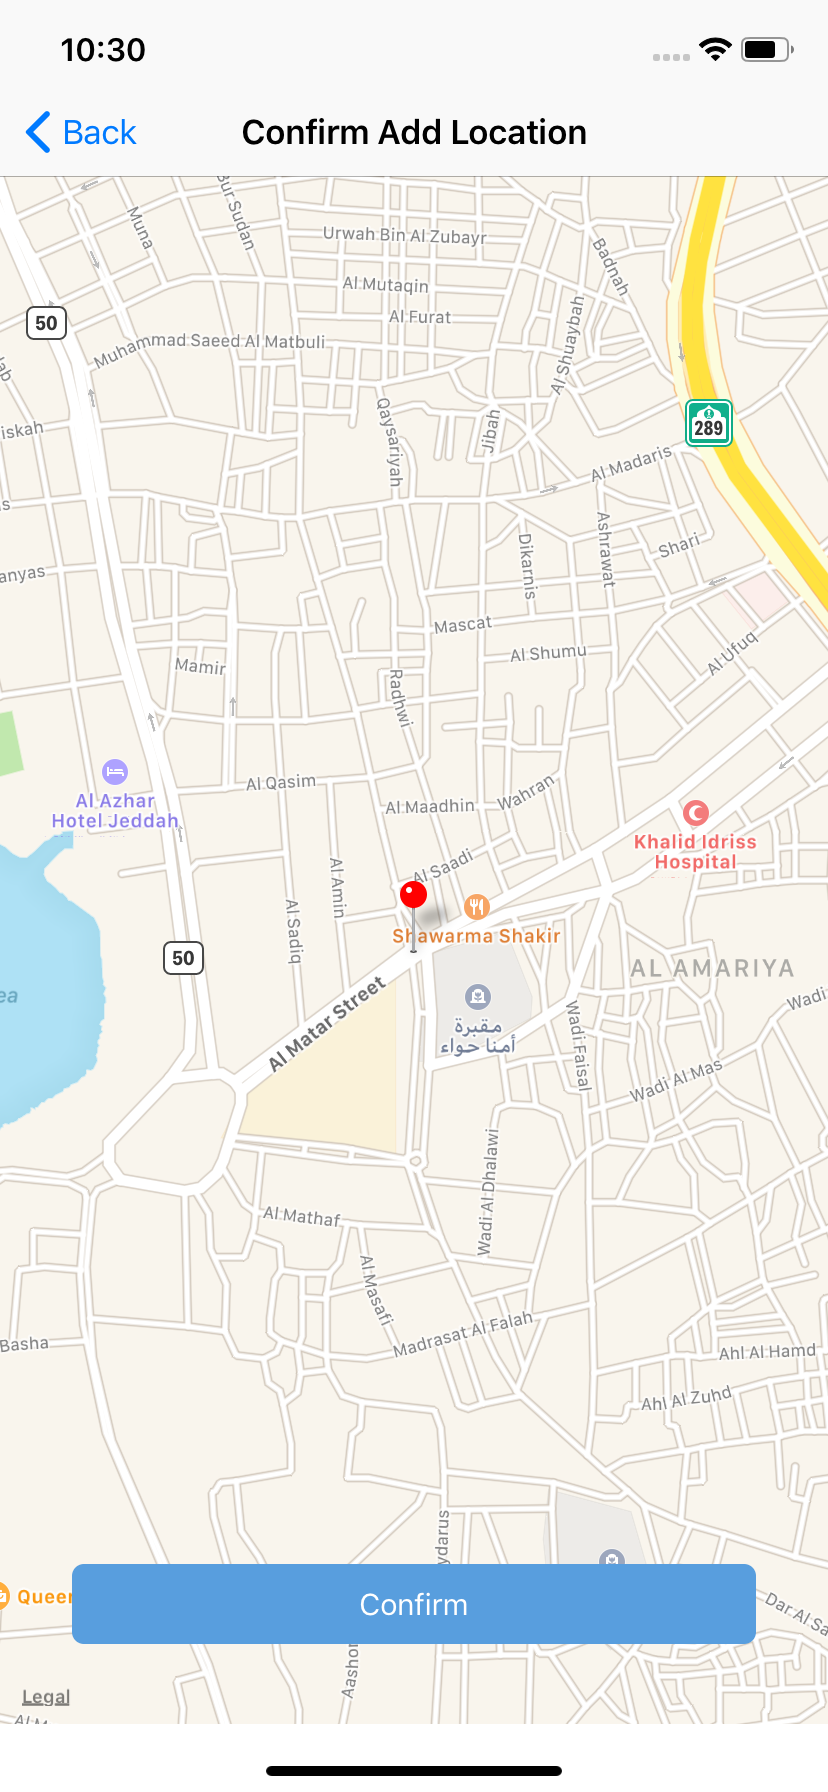 10:30
Back
Confirm Add Location
Bur Sudan
Muna
Urwah Bin Al Zubayr
Badnah
Al Mutaqin
50
Al Furat
Muhammad Saeed Al Matbuli
Al Shuaybah
Qaysariyah
Jibah
289
iskah
Al Madaris
Ashrawat
Dikarnis
Shari
anyas
Mascat
Al Shumu
Al Ufuq
Mamir
Radhwi
Al Qasim
Al Azhar
Hotel Jeddah
Al Maadhin
Wahran
Khalid Idriss
Hospital
Al Saadi
Al Amin
Al Sadiq
Shawarma Shakir
50
AL AMARIYA
ea
مقبرة
أمنا حواء
Al Matar Street
Wadi Faisal
Wadi
Wadi Al Mas
Wadi Al Dhalawi
Al Mathaf
Al Masafi
Madrasat Al Falah
Basha
Ahl Al Hamd
Ahl Al Zuhd
ydarus
Queen
Confirm
Dar Al Sa
Aashor
Legal
Al M